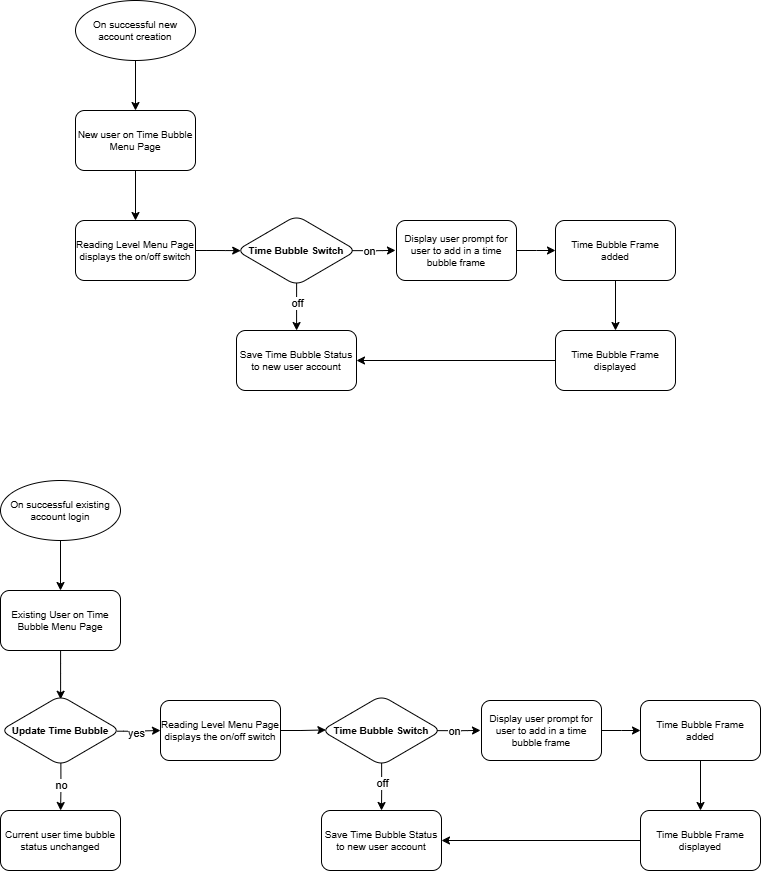 On successful new
account creation
New user on Time Bubble
Menu Page
Reading Level Menu Page
displays the on/off switch
Time Bubble Switch
on
Display user prompt for
user to add in a time
bubble frame
Time Bubble Frame
added
off
Save Time Bubble Status
to new user account
Time Bubble Frame
displayed
On successful existing
account login
Existing User on Time
Bubble Menu Page
Update Time Bubble
yes
Reading Level Menu Page
displays the on/off switch
Time Bubble Switch
on
Display user prompt for
user to add in a time
bubble frame
Time Bubble Frame
added
no
off
Current user time bubble
status unchanged
Save Time Bubble Status
to new user account
Time Bubble Frame
displayed